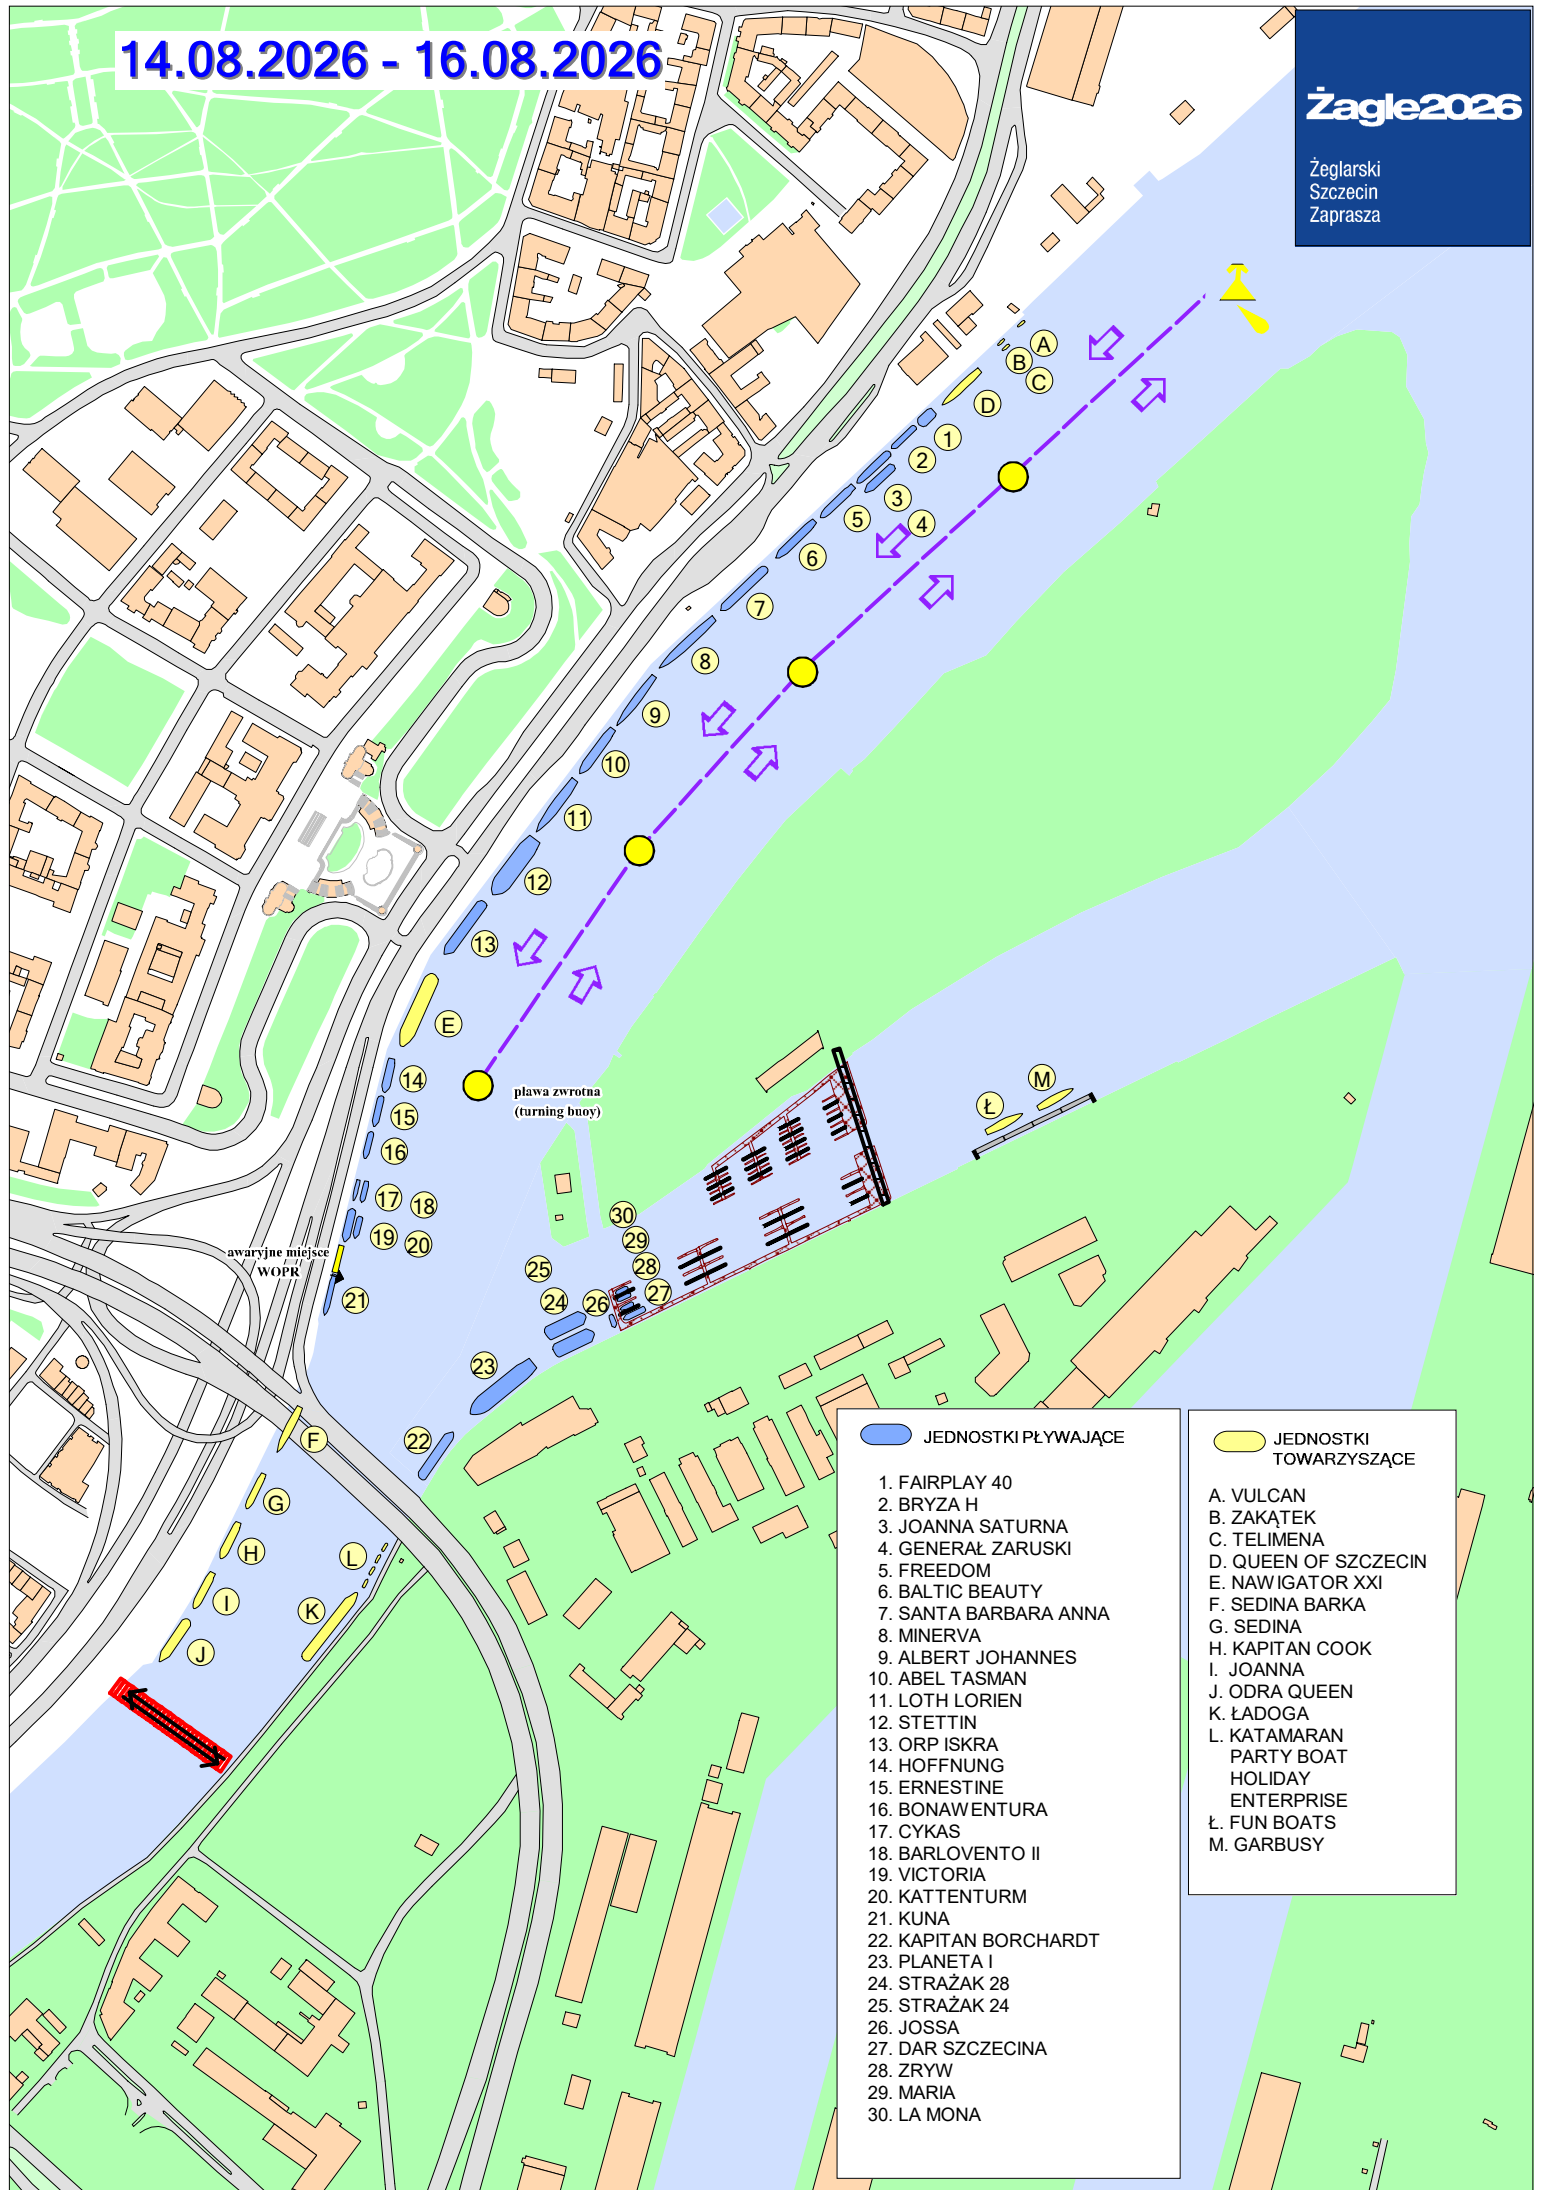 14.08.2026 - 16.08.2026
Żagle2026
Żeglarski
Szczecin
Zaprasza
A
B
C
D
1
2
3
4
5
6
7
8
9
10
11
12
13
E
14
15
16
17
18
19
20
21
pława zwrotna
(turning buoy)
awaryjne miejsce
WOPR
M
Ł
30
29
28
27
26
25
24
23
22
F
G
H
I
J
L
K
JEDNOSTKI PŁYWAJĄCE
1. FAIRPLAY 40
2. BRYZA H
3. JOANNA SATURNA
4. GENERAŁ ZARUSKI
5. FREEDOM
6. BALTIC BEAUTY
7. SANTA BARBARA ANNA
8. MINERVA
9. ALBERT JOHANNES
10. ABEL TASMAN
11. LOTH LORIEN
12. STETTIN
13. ORP ISKRA
14. HOFFNUNG
15. ERNESTINE
16. BONAWENTURA
17. CYKAS
18. BARLOVENTO II
19. VICTORIA
20. KATTENTURM
21. KUNA
22. KAPITAN BORCHARDT
23. PLANETA I
24. STRAŻAK 28
25. STRAŻAK 24
26. JOSSA
27. DAR SZCZECINA
28. ZRYW
29. MARIA
30. LA MONA
JEDNOSTKI
TOWARZYSZĄCE
A. VULCAN
B. ZAKĄTEK
C. TELIMENA
D. QUEEN OF SZCZECIN
E. NAWIGATOR XXI
F. SEDINA BARKA
G. SEDINA
H. KAPITAN COOK
I. JOANNA
J. ODRA QUEEN
K. ŁADOGA
L. KATAMARAN
PARTY BOAT
HOLIDAY
ENTERPRISE
Ł. FUN BOATS
M. GARBUSY